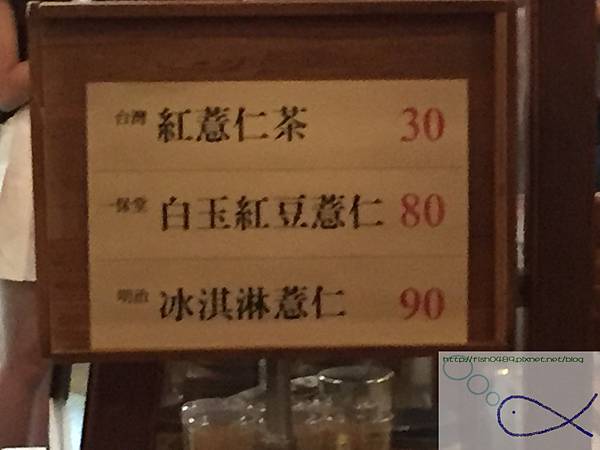 台灣 紅薏仁茶 30
一保堂 白玉紅豆薏仁 80
明治 冰淇淋薏仁 90
http://fish0489.pixnet.net/blog